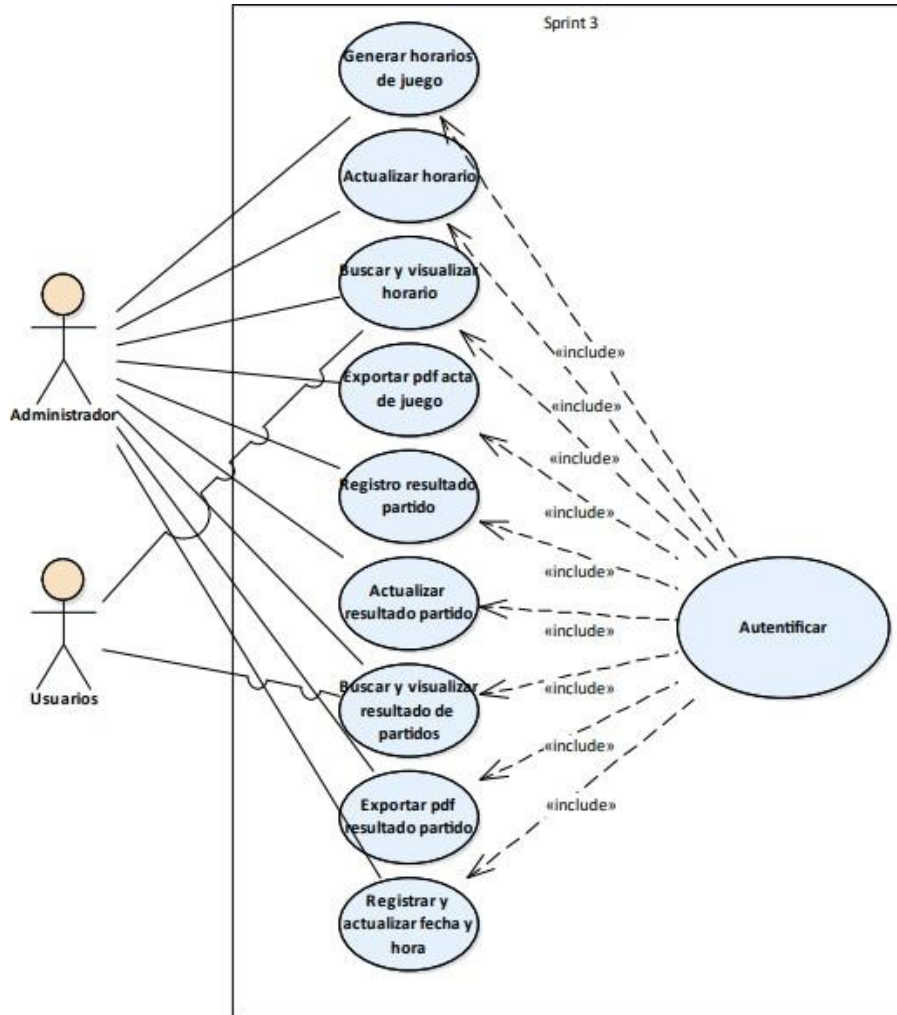 Sprint 3
Generar horarios
de juego
Actualizar horario
Buscar y visualizar
horario
Exportar pdf acta
de juego
Registro resultado
partido
Actualizar
resultado partido
Buscar y visualizar
resultado de
partidos
Exportar pdf
resultado partido
Registrar y
actualizar fecha y
hora
Administrador
Usuarios
«include»
«include»
«include»
«include»
«include»
«include»
«include»
«include»
«include»
Autentificar